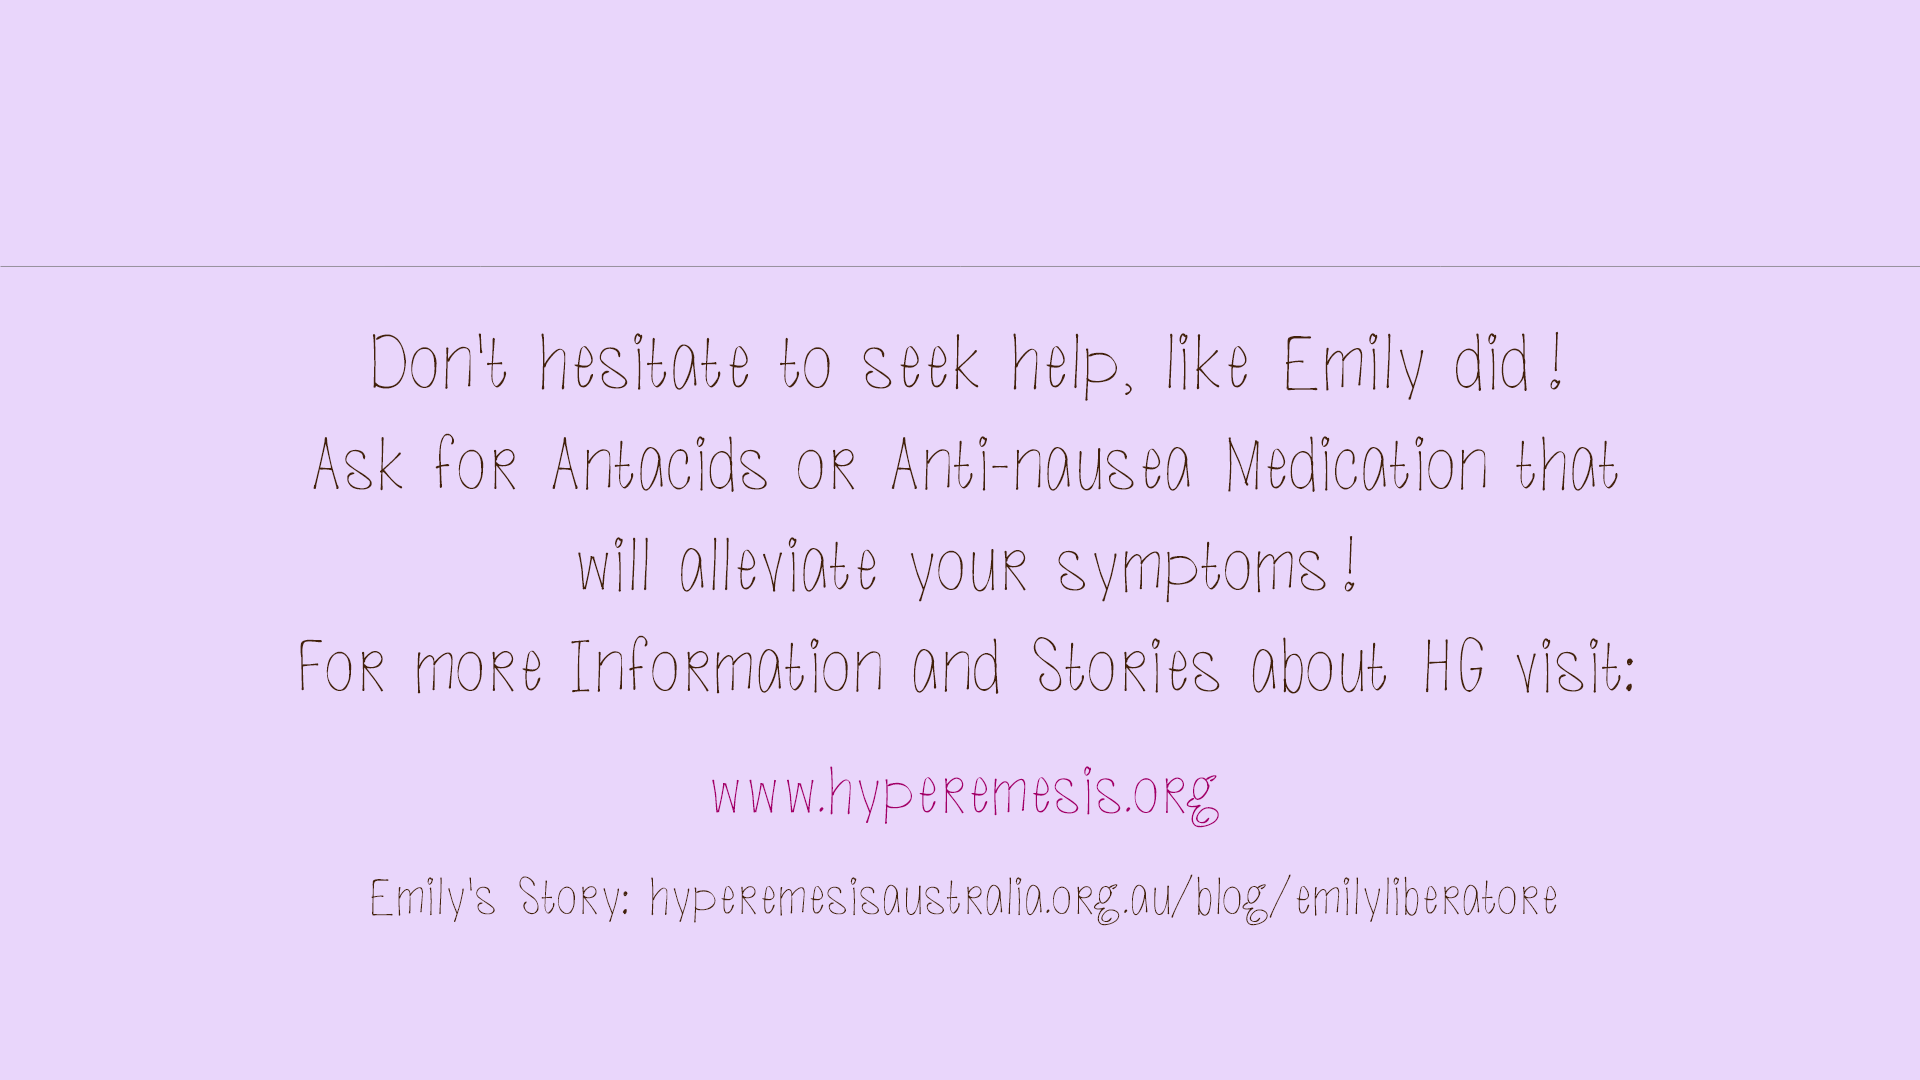 Don't hesitate to seek help, like Emily did !
Ask for Antacids or Anti-nausea Medication that
will alleviate your symptoms !
For more Information and Stories about HG visit:
www.hyperemesis.org
Emily's Story: hyperemesisaustralia.org.au/blog/emilyliberatore